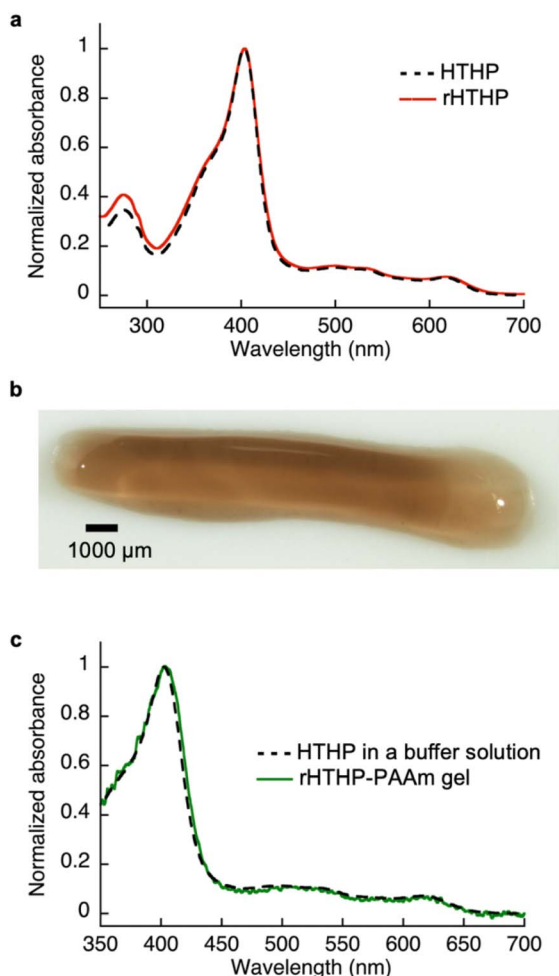 a
Normalized absorbance
1
0.8
0.6
0.4
0.2
0
HTHP
rHTHP
300 400 500 600 700
Wavelength (nm)
b
1000 µm
c
Normalized absorbance
1
0.8
0.6
0.4
0.2
0
HTHP in a buffer solution
rHTHP-PAAm gel
350 400 450 500 550 600 650 700
Wavelength (nm)